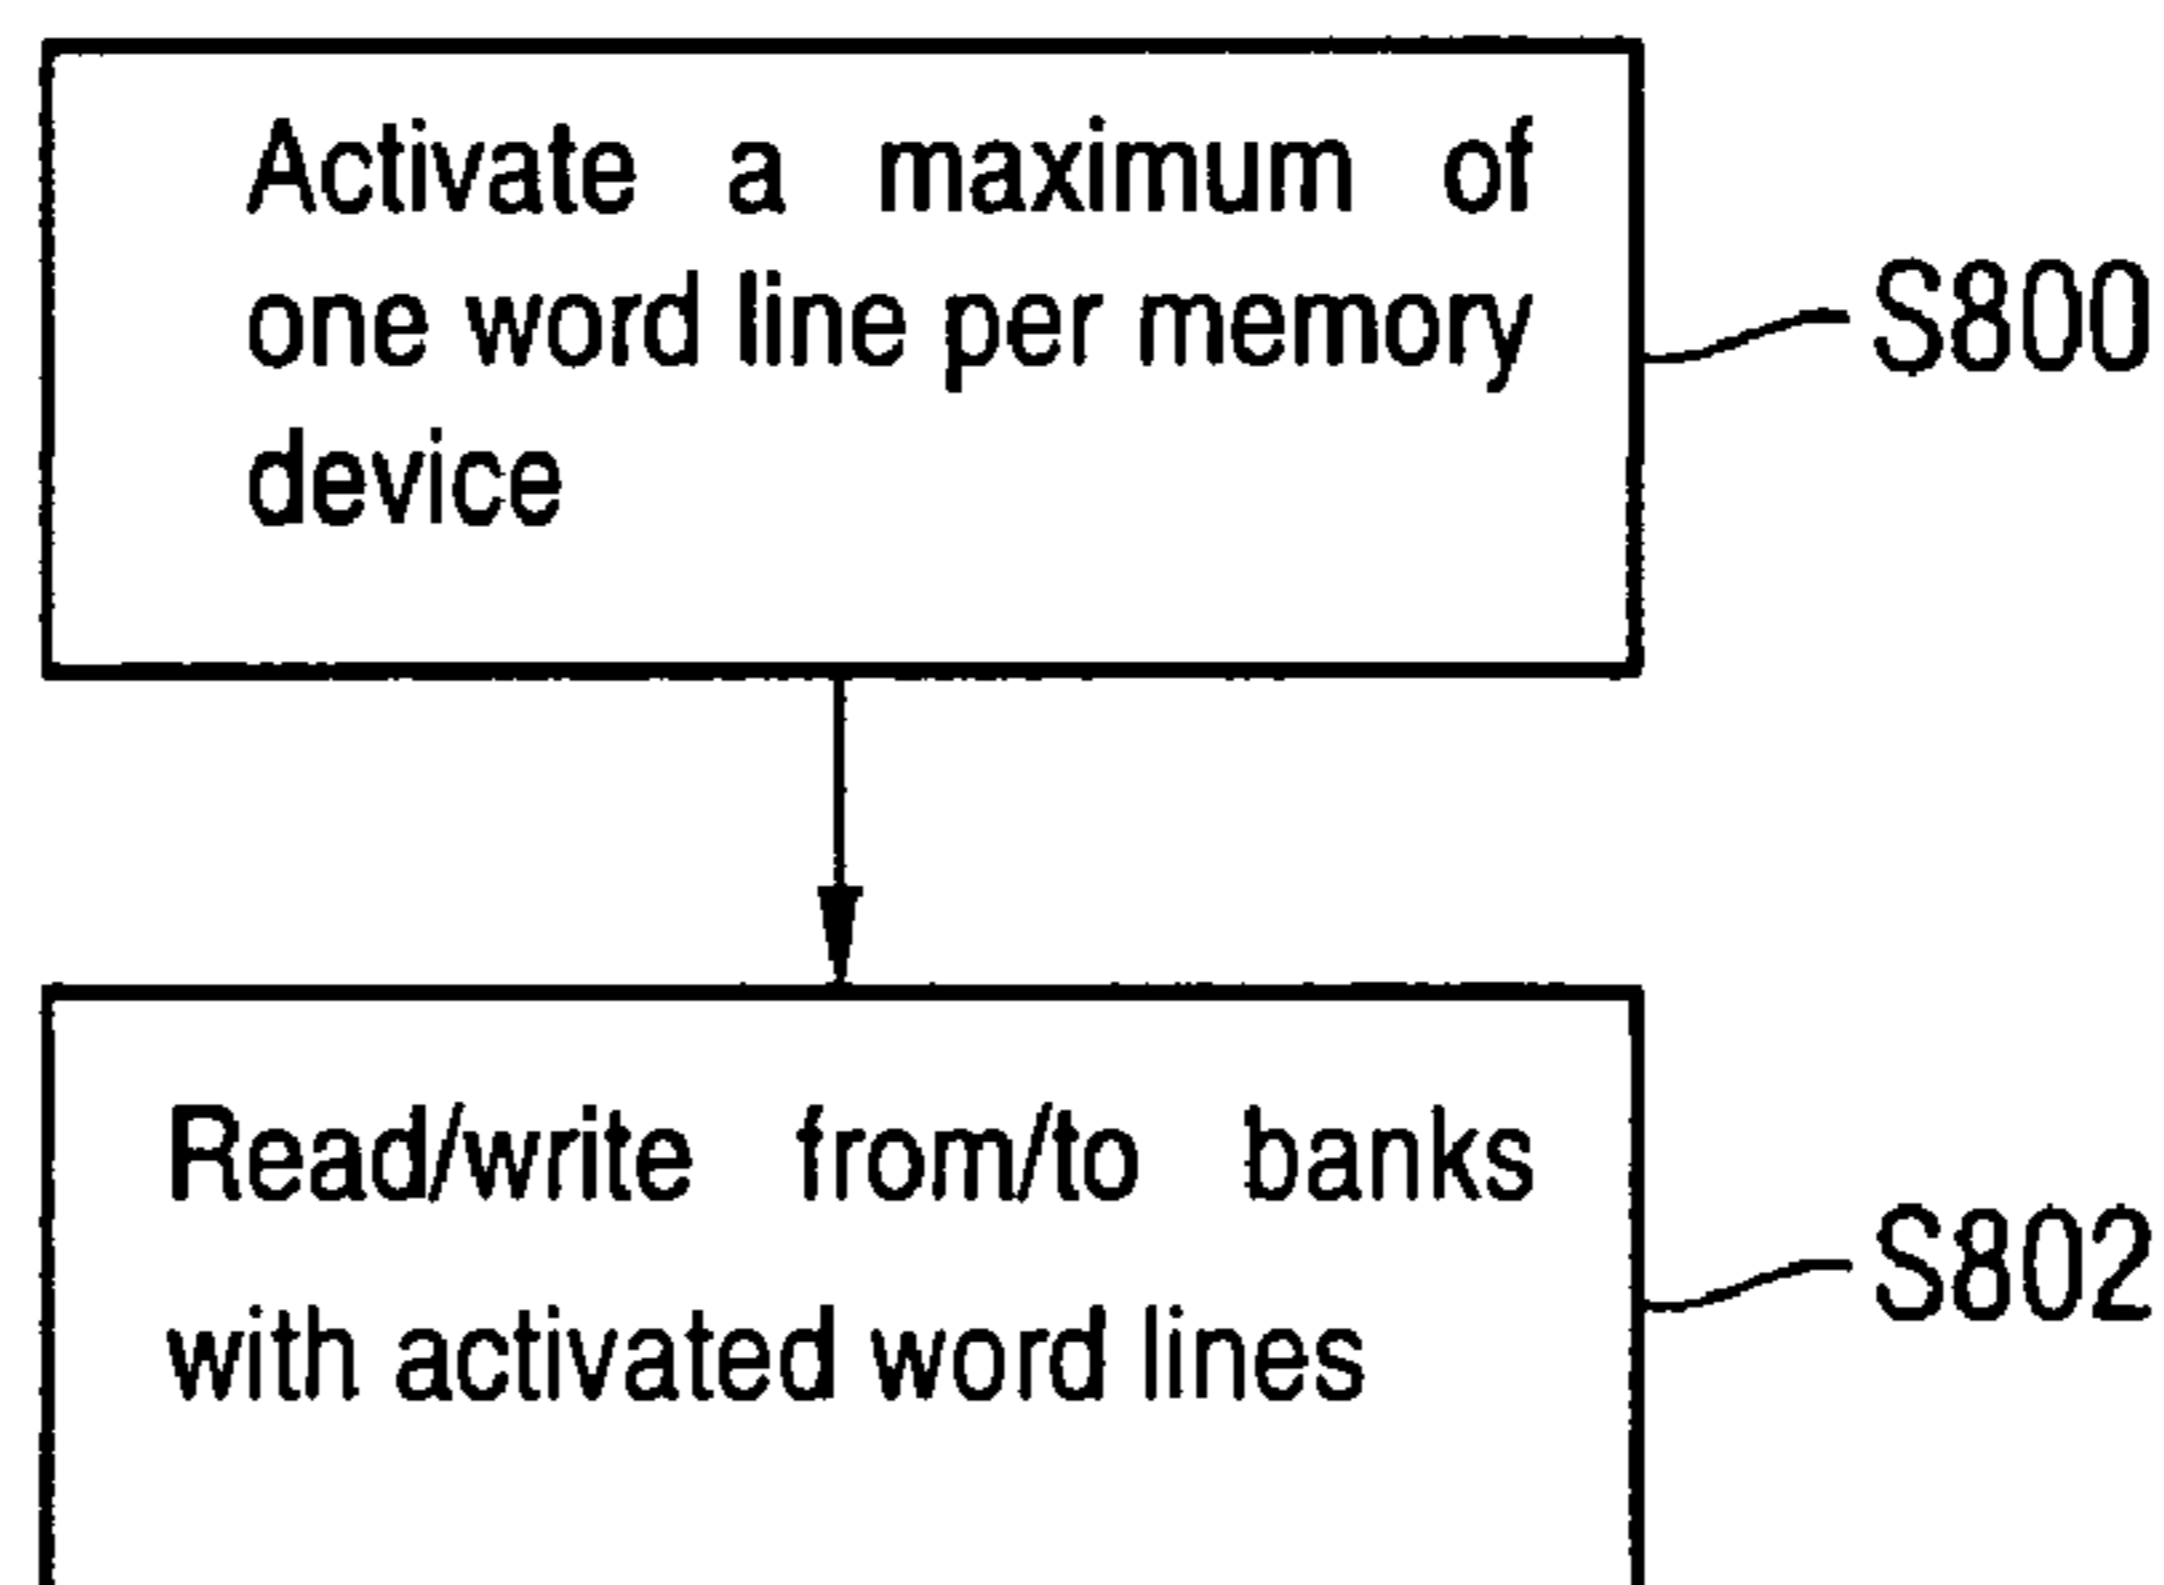 Activate a maximum of
one word line per memory
device
S800
Read/write from/to banks
with activated word lines
S802